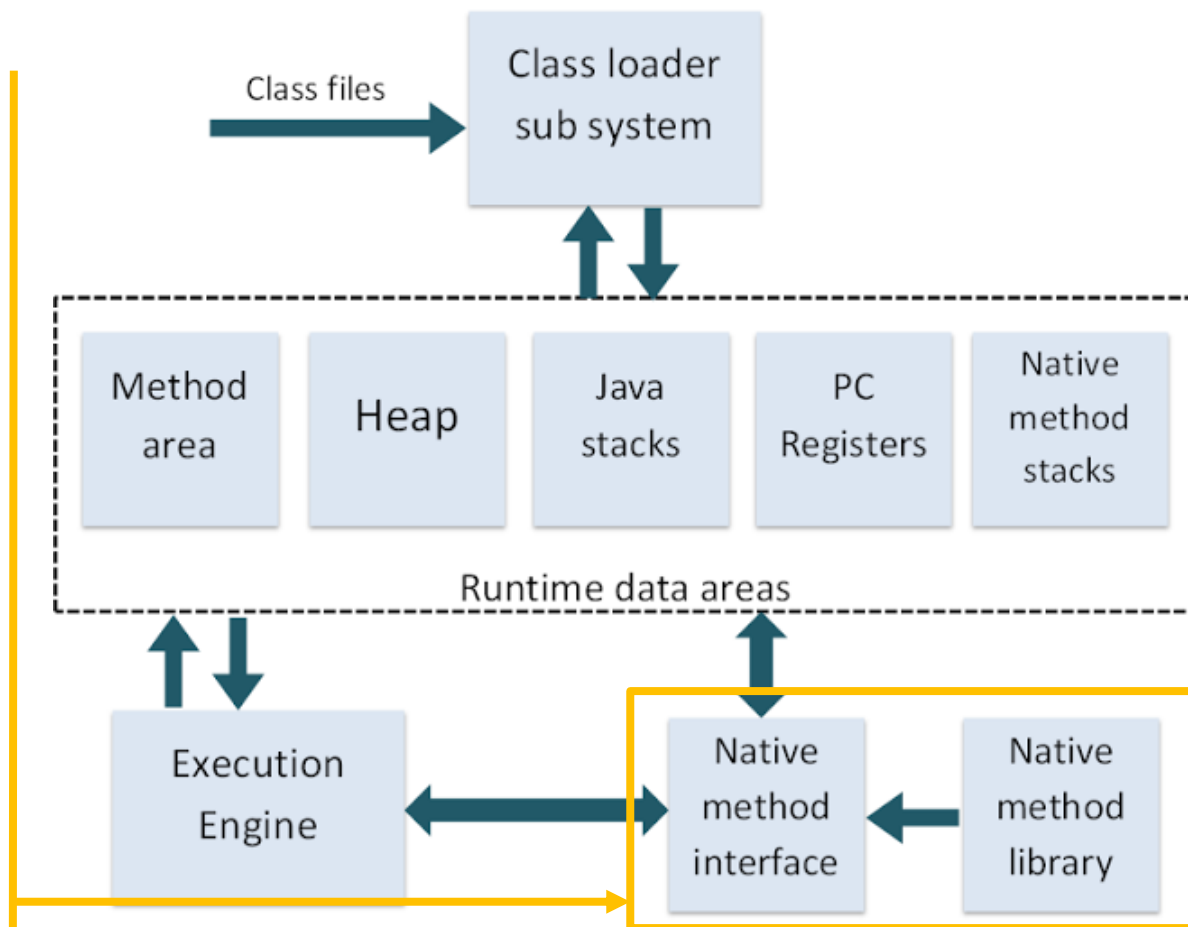 Class files
Class loader
sub system
Method
area
Heap
Java
stacks
PC
Registers
Native
method
stacks
Runtime data areas
Execution
Engine
Native
method
interface
Native
method
library